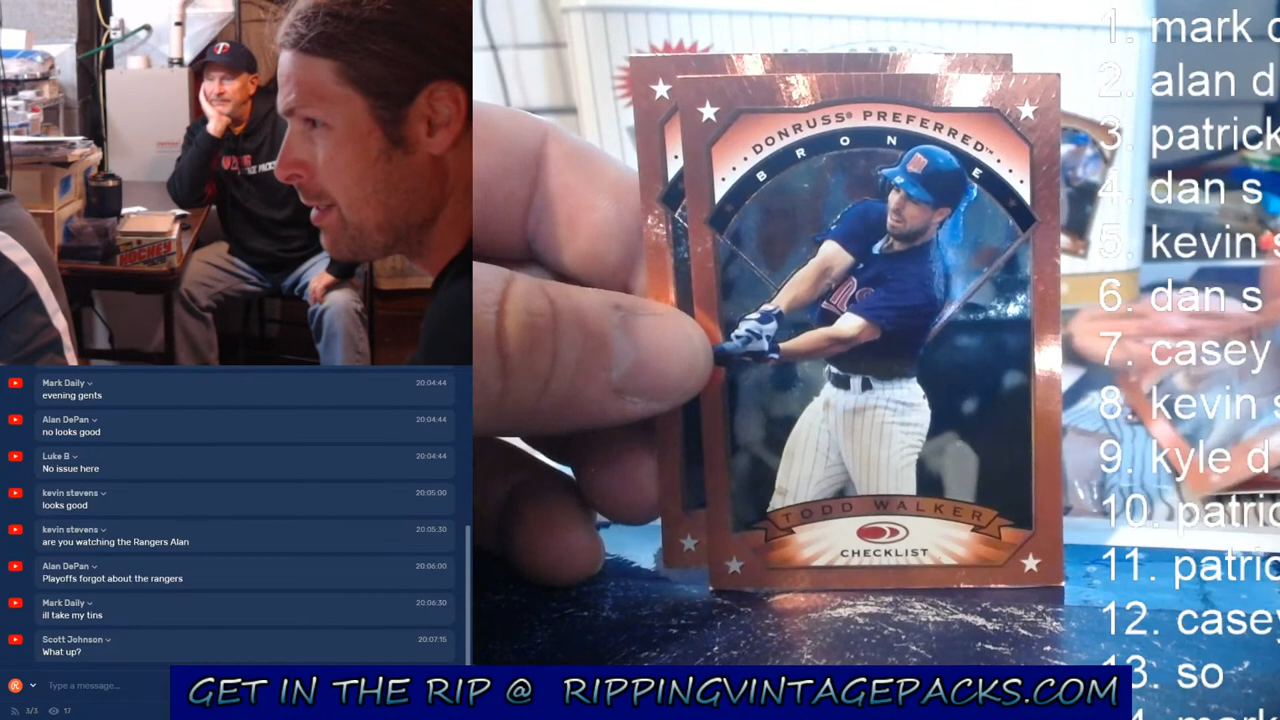 HOCKEY
DONRUSS® PREFERRED™
BRONZE
TODD WALKER
CHECKLIST
1. mark
2. alan d
3. patrick
4. dan s
5. kevin s
6. dan s
7. casey
8. kevin s
9. kyle d
10. patric
11. patric
12. casey
13. so
Mark Daily 20:04:44
evening gents
Alan DePan 20:04:44
no looks good
Luke B 20:04:44
No issue here
kevin stevens 20:05:00
looks good
kevin stevens 20:05:30
are you watching the Rangers Alan
Alan DePan 20:06:00
Playoffs forgot about the rangers
Mark Daily 20:06:30
ill take my tins
Scott Johnson 20:07:15
What up?
Type a message...
3/3 17
GET IN THE RIP @ RIPPINGVINTAGEPACKS.COM